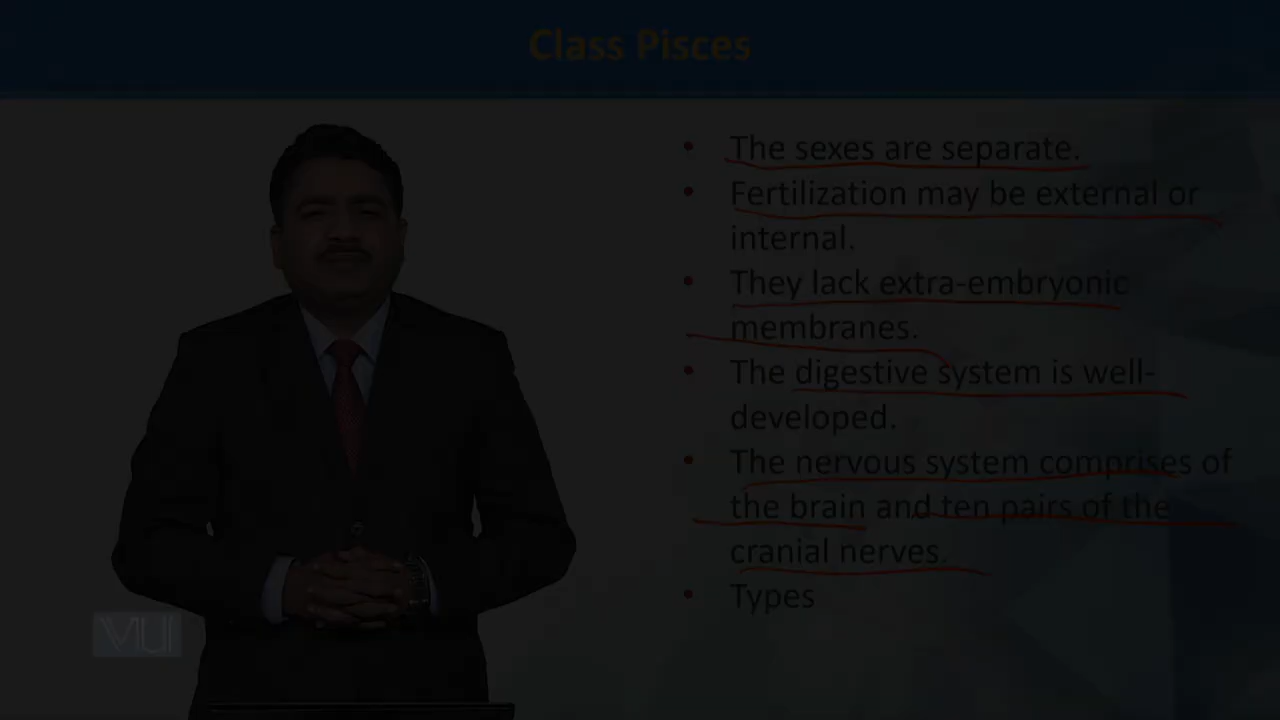 Class Pisces
• The sexes are separate.
• Fertilization may be external or
internal.
• They lack extra-embryonic
membranes.
• The digestive system is well-
developed.
• The nervous system comprises of
the brain and ten pairs of the
cranial nerves.
• Types
VU